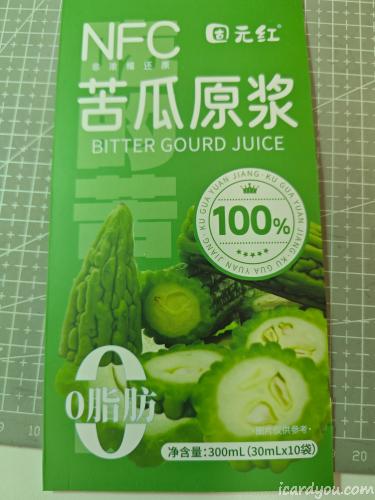 NFC
固元红
非浓缩还原
苦瓜原浆
BITTER GOURD JUICE
KU GUA YUAN JIANG · KU GUA YUAN JIANG · KU GUA YUAN JIANG
100%
0
0脂肪
·图片仅供参考·
净含量：300mL（30mLx10袋）
20
icardyou.com